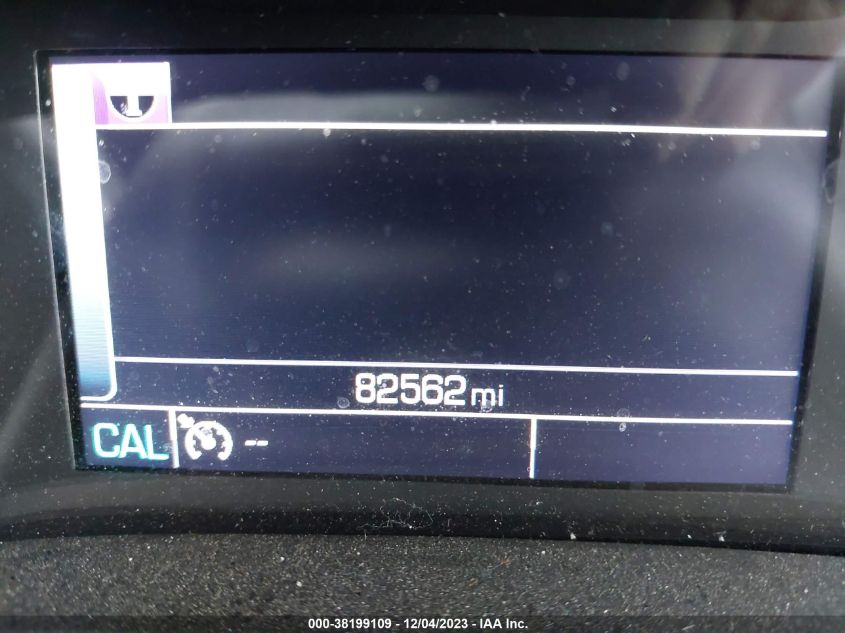 82562 mi
CAL --
000-38199109 - 12/04/2023 - IAA Inc.